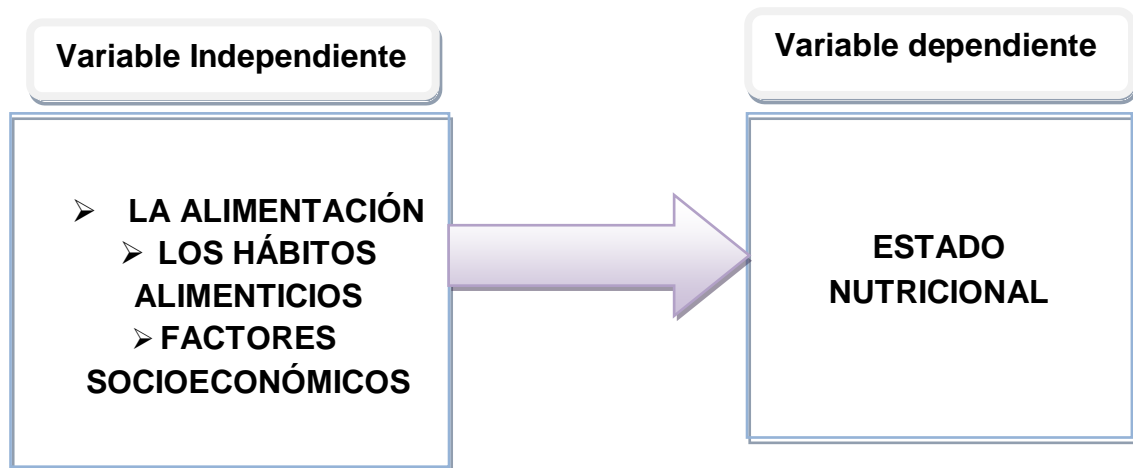 Variable Independiente
➢ LA ALIMENTACIÓN
➢ LOS HÁBITOS
ALIMENTICIOS
➢ FACTORES
SOCIOECONÓMICOS
Variable dependiente
ESTADO
NUTRICIONAL